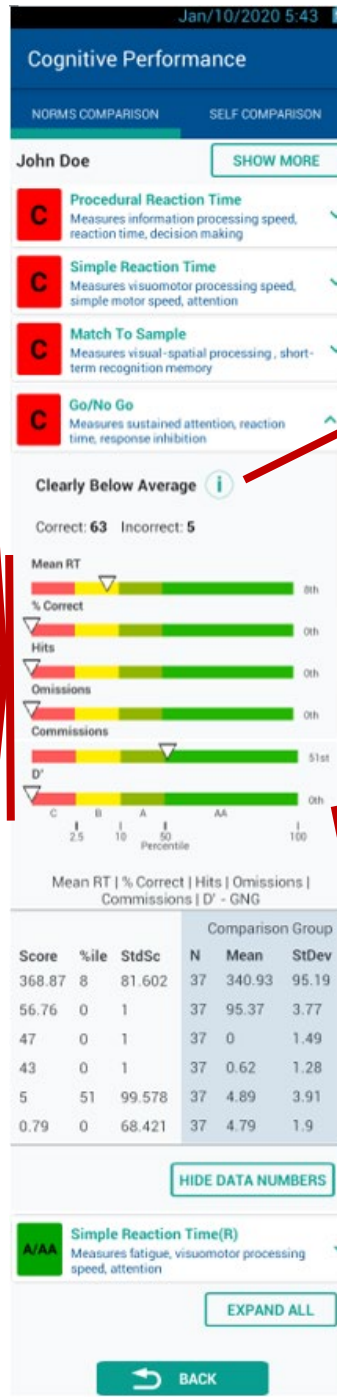 Jan/10/2020 5:43
Cognitive Performance
NORMS COMPARISON SELF COMPARISON
John Doe SHOW MORE
C Procedural Reaction Time
Measures information processing speed,
reaction time, decision making
C Simple Reaction Time
Measures visuomotor processing speed,
simple motor speed, attention
C Match To Sample
Measures visual-spatial processing , short-
term recognition memory
C Go/No Go
Measures sustained attention, reaction
time, response inhibition
Clearly Below Average i
Correct: 63 Incorrect: 5
Mean RT
8th
% Correct
0th
Hits
0th
Omissions
0th
Commissions
51st
D'
0th
C B A AA
2.5 10 50 100
Percentile
Mean RT | % Correct | Hits | Omissions |
Commissions | D' - GNG
Comparison Group
Score %ile StdSc N Mean StDev
368.87 8 81.602 37 340.93 95.19
56.76 0 1 37 95.37 3.77
47 0 1 37 0 1.49
43 0 1 37 0.62 1.28
5 51 99.578 37 4.89 3.91
0.79 0 68.421 37 4.79 1.9
HIDE DATA NUMBERS
A/AA Simple Reaction Time(R)
Measures fatigue, visuomotor processing
speed, attention
EXPAND ALL
BACK